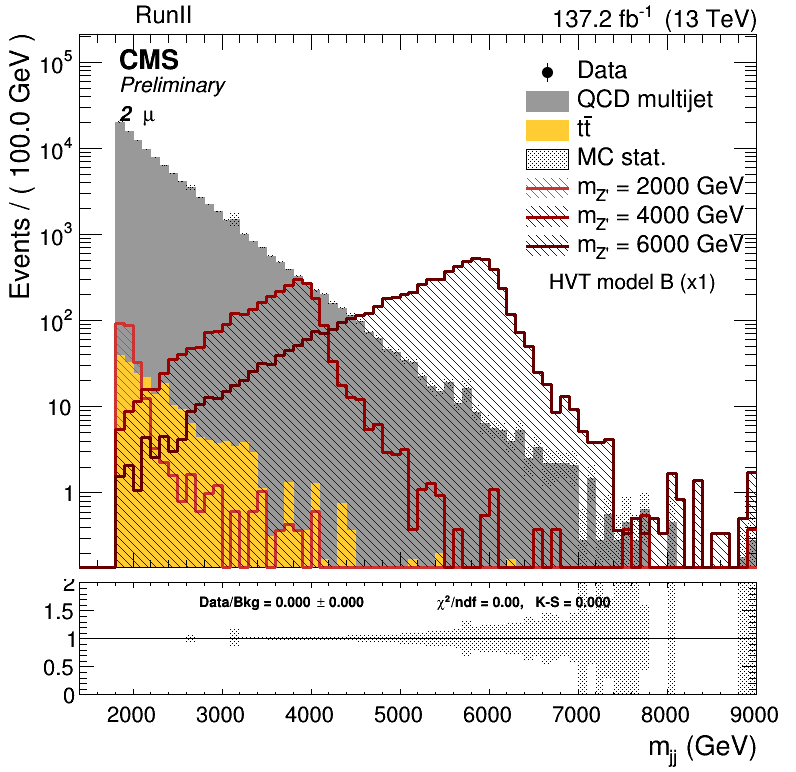 RunII 137.2 fb⁻¹ (13 TeV)
CMS
Preliminary
2 μ
Data
QCD multijet
tt̄
MC stat.
m_Z' = 2000 GeV
m_Z' = 4000 GeV
m_Z' = 6000 GeV
HVT model B (x1)
Events / ( 100.0 GeV )
10⁵
10⁴
10³
10²
10
1
Data/Bkg = 0.000 ± 0.000 χ²/ndf = 0.00, K-S = 0.000
2
1.5
1
0.5
0
2000 3000 4000 5000 6000 7000 8000 9000
m_jj (GeV)